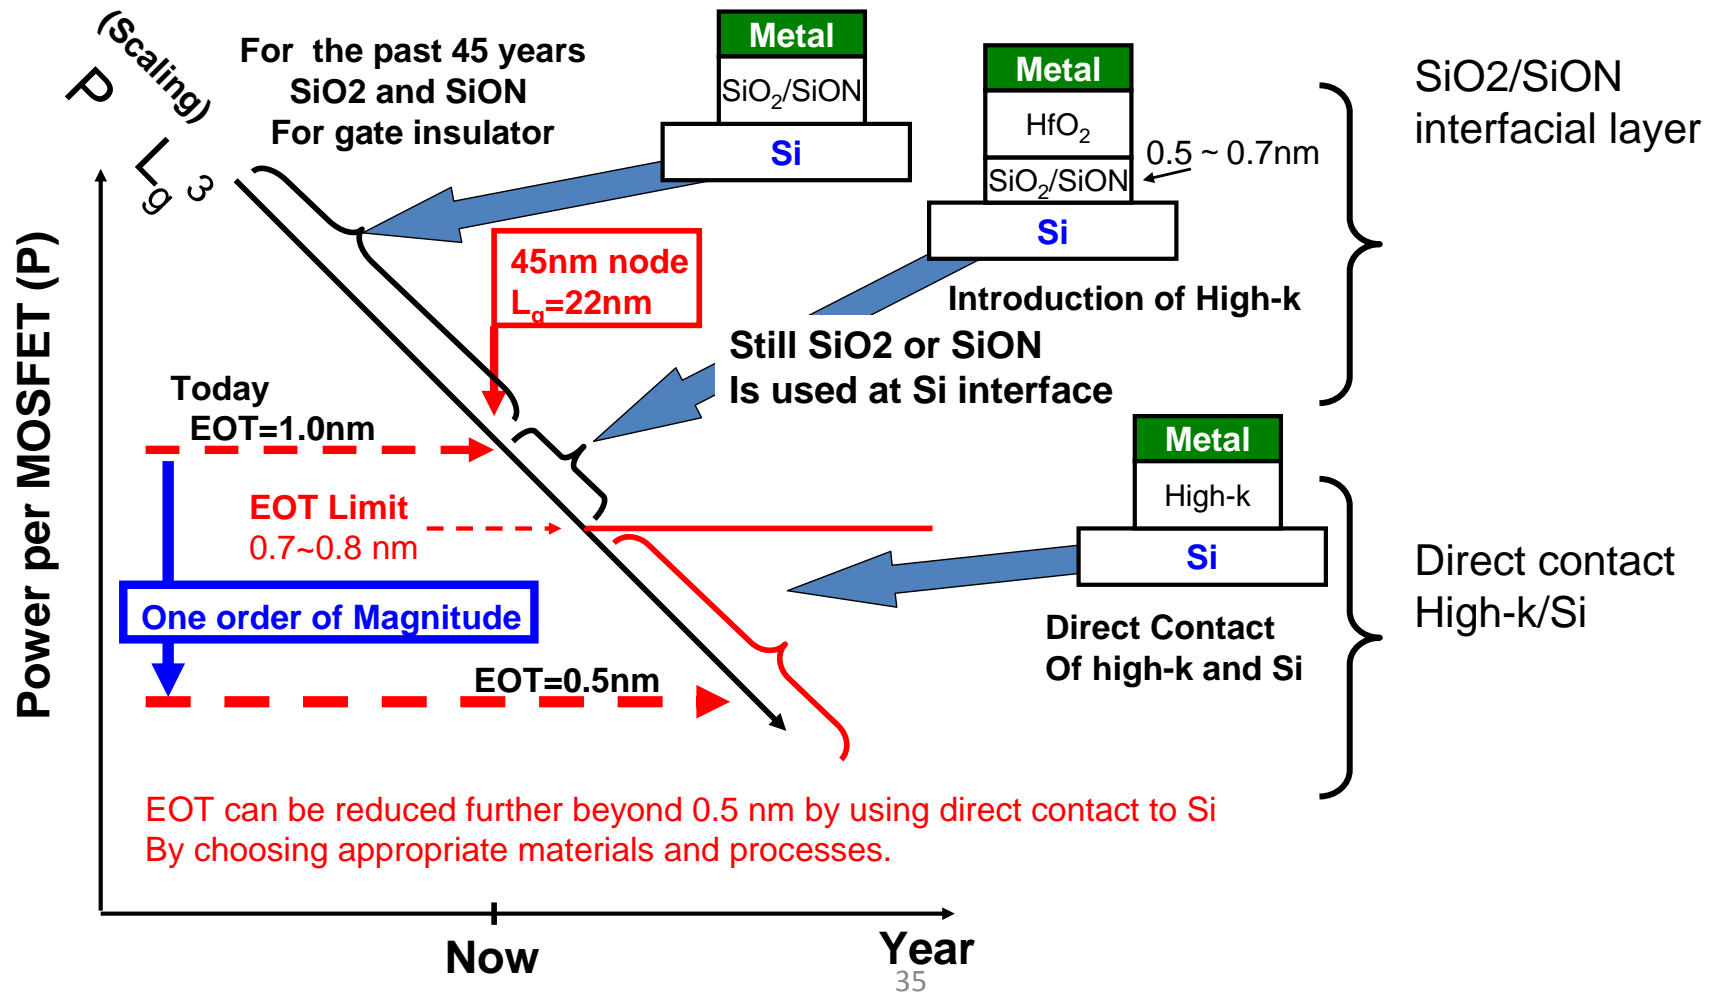 (Scaling)
P
Lg 3
For the past 45 years
SiO2 and SiON
For gate insulator
Metal
SiO2/SiON
Si
Metal
HfO2
SiO2/SiON
Si
0.5 ~ 0.7nm
SiO2/SiON
interfacial layer
45nm node
Lg=22nm
Introduction of High-k
Still SiO2 or SiON
Is used at Si interface
Power per MOSFET (P)
Today
EOT=1.0nm
EOT Limit
0.7~0.8 nm
One order of Magnitude
EOT=0.5nm
Metal
High-k
Si
Direct Contact
Of high-k and Si
Direct contact
High-k/Si
EOT can be reduced further beyond 0.5 nm by using direct contact to Si
By choosing appropriate materials and processes.
Now
Year
35